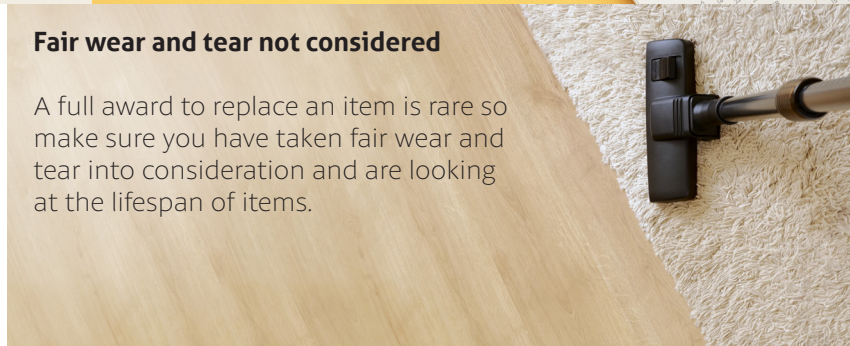 Fair wear and tear not considered
A full award to replace an item is rare so
make sure you have taken fair wear and
tear into consideration and are looking
at the lifespan of items.